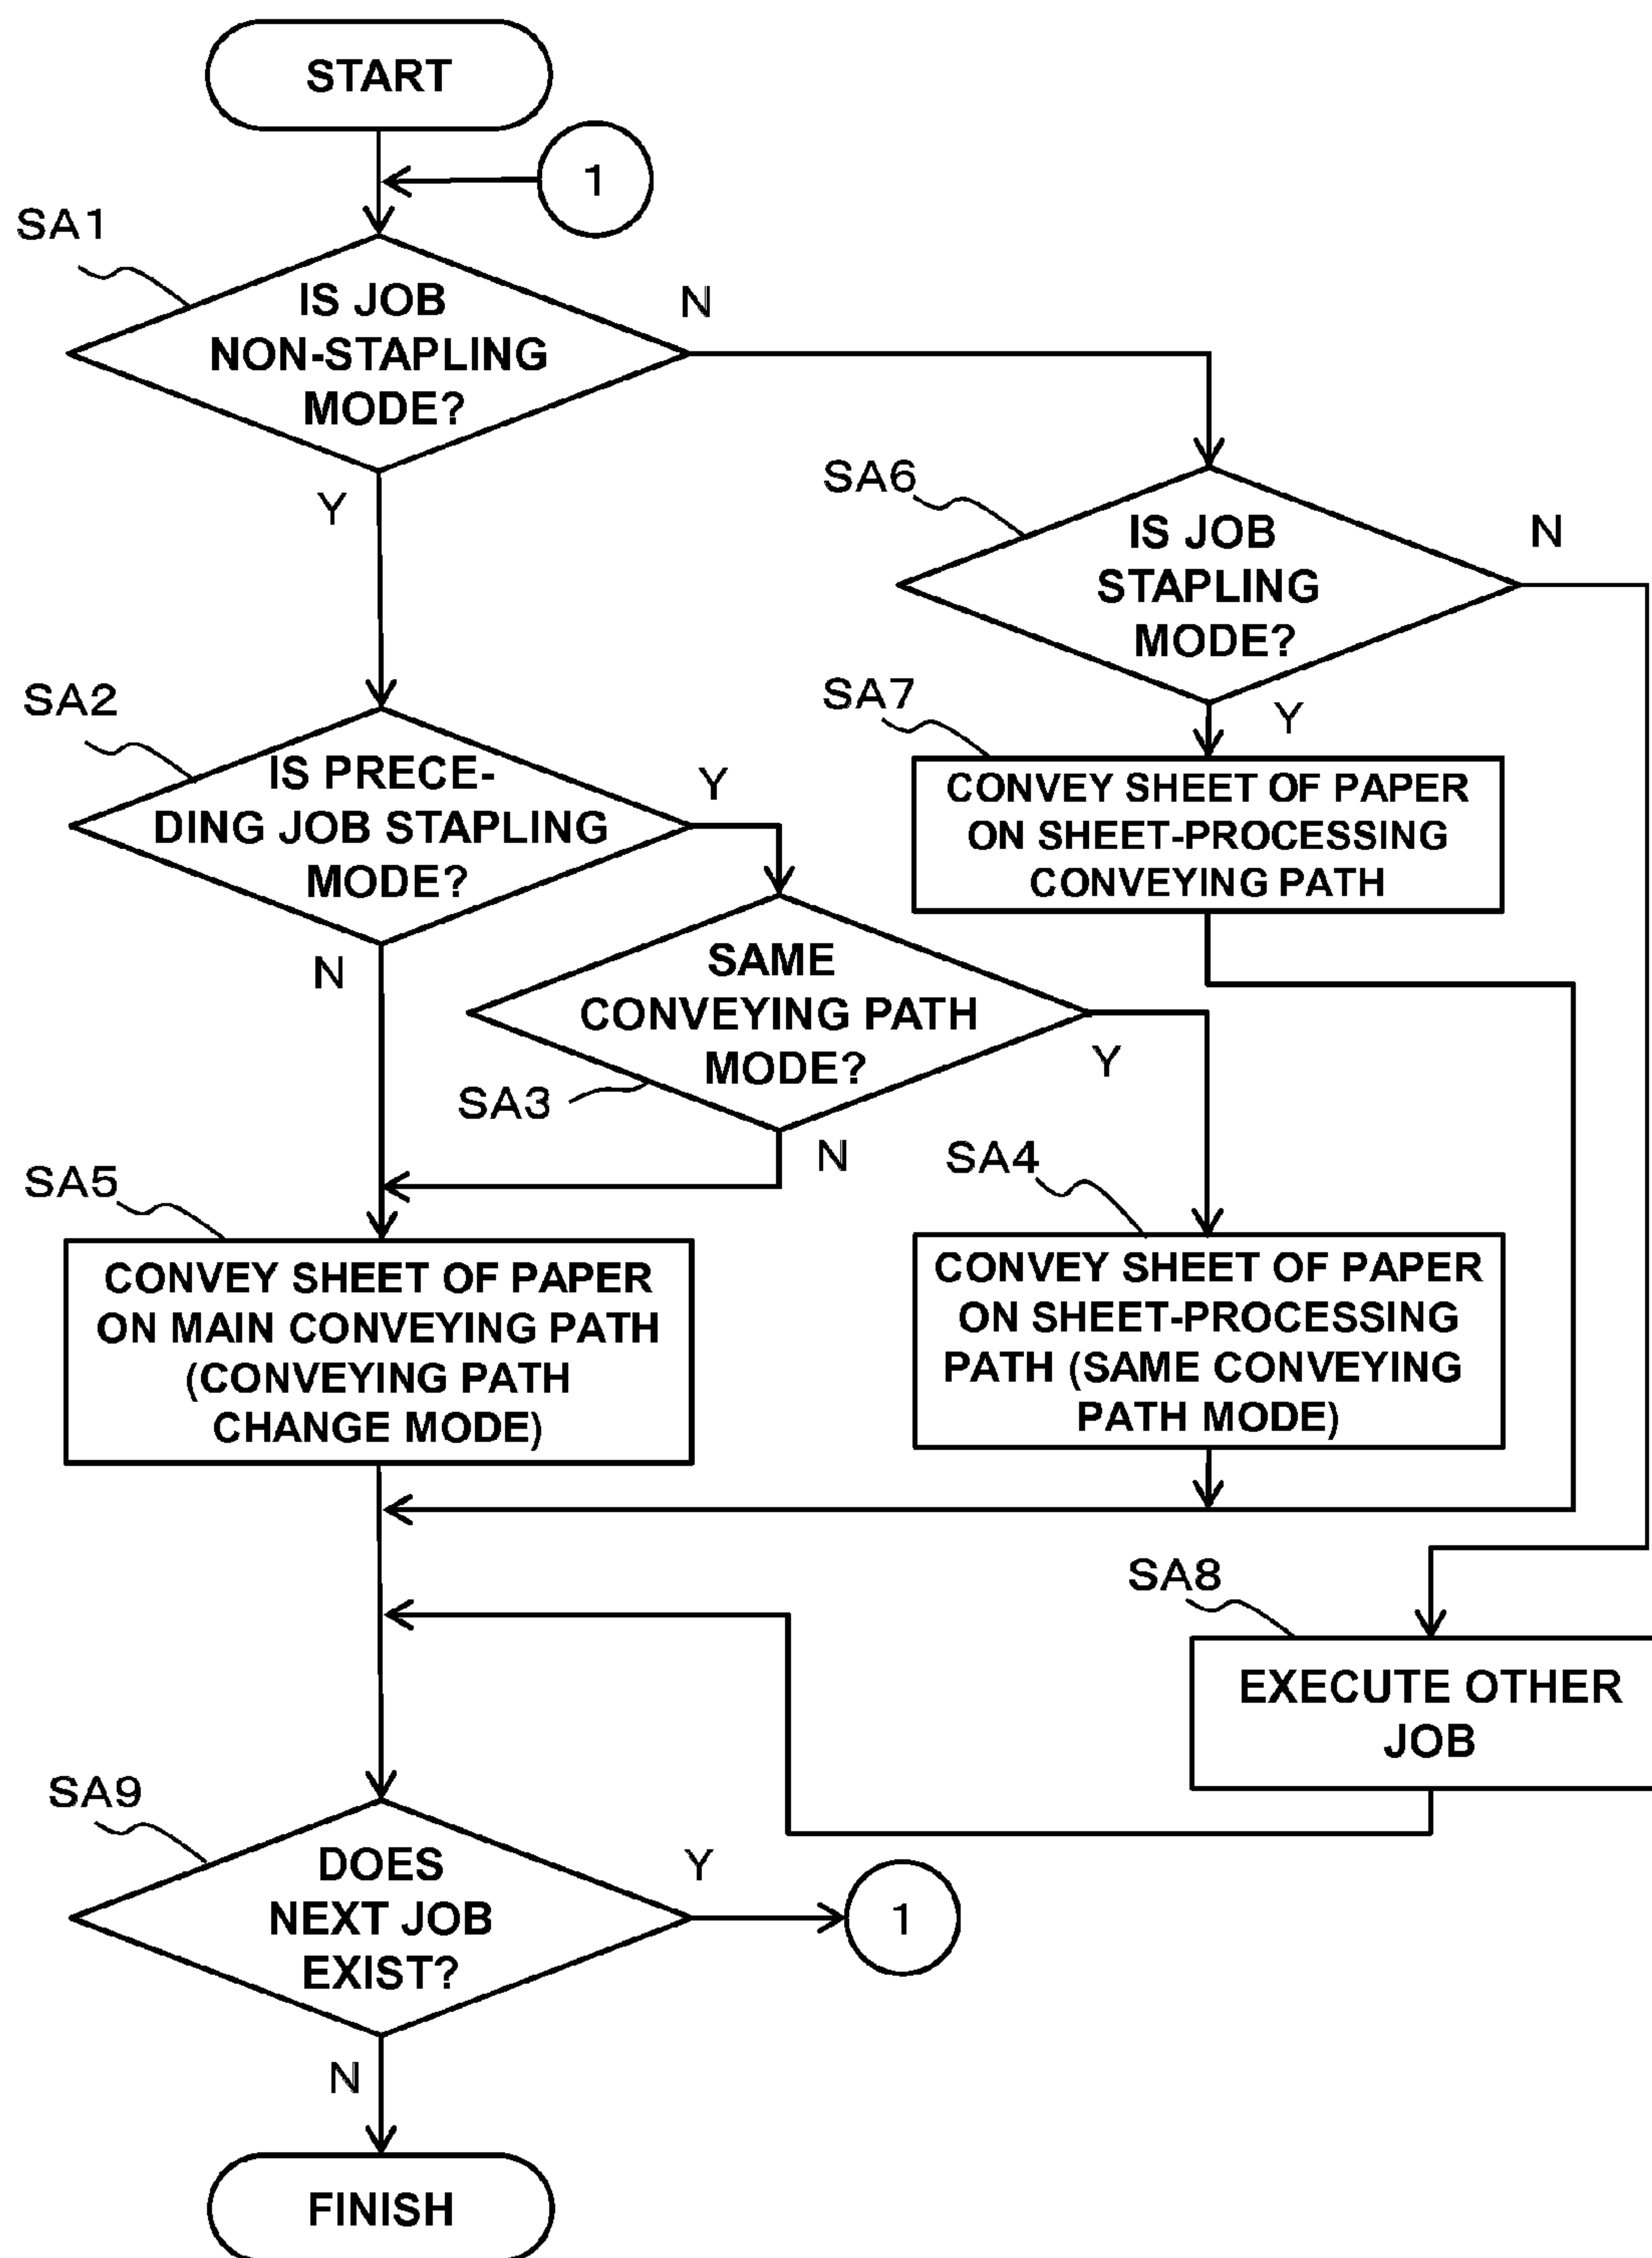 START
1
SA1
IS JOB
NON-STAPLING
MODE?
N
Y
SA6
IS JOB
STAPLING
MODE?
N
Y
SA2
IS PRECE-
DING JOB STAPLING
MODE?
Y
N
SA7
CONVEY SHEET OF PAPER
ON SHEET-PROCESSING
CONVEYING PATH
SAME
CONVEYING PATH
MODE?
SA3
Y
N
SA5
CONVEY SHEET OF PAPER
ON MAIN CONVEYING PATH
(CONVEYING PATH
CHANGE MODE)
SA4
CONVEY SHEET OF PAPER
ON SHEET-PROCESSING
PATH (SAME CONVEYING
PATH MODE)
SA8
EXECUTE OTHER
JOB
SA9
DOES
NEXT JOB
EXIST?
Y
1
N
FINISH